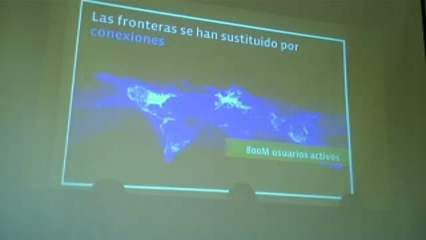 Las fronteras se han sustituido por
conexiones
800M usuarios activos